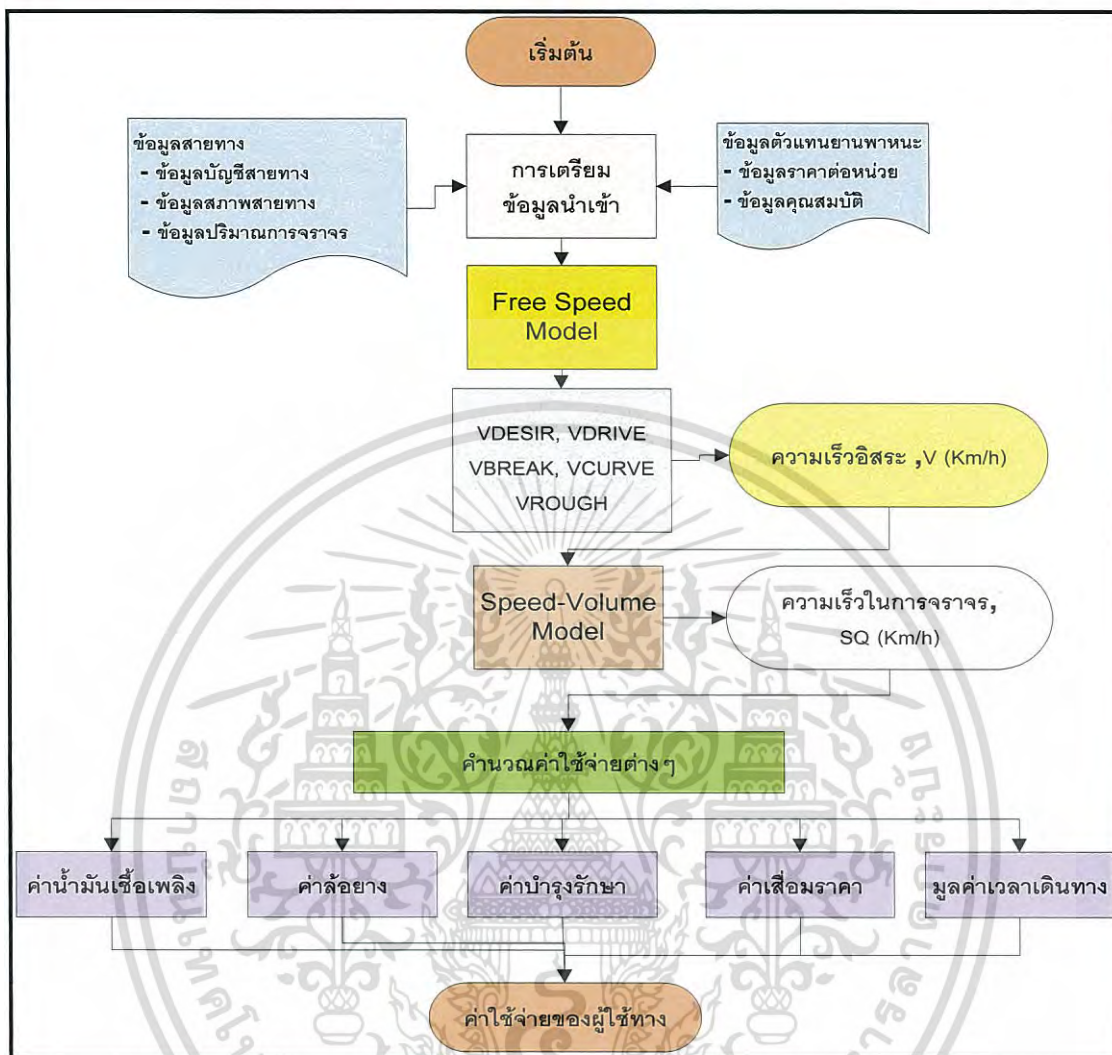 เริ่มต้น
ข้อมูลสายทาง
- ข้อมูลบัญชีสายทาง
- ข้อมูลสภาพสายทาง
- ข้อมูลปริมาณการจราจร
การเตรียม
ข้อมูลนำเข้า
ข้อมูลตัวแทนยานพาหนะ
- ข้อมูลราคาต่อหน่วย
- ข้อมูลคุณสมบัติ
Free Speed
Model
VDESIR, VDRIVE
VBREAK, VCURVE
VROUGH
ความเร็วอิสระ ,V (Km/h)
Speed-Volume
Model
ความเร็วในการจราจร,
SQ (Km/h)
คำนวณค่าใช้จ่ายต่างๆ
ค่าน้ำมันเชื้อเพลิง
ค่าล้อยาง
ค่าบำรุงรักษา
ค่าเสื่อมราคา
มูลค่าเวลาเดินทาง
ค่าใช้จ่ายของผู้ใช้ทาง